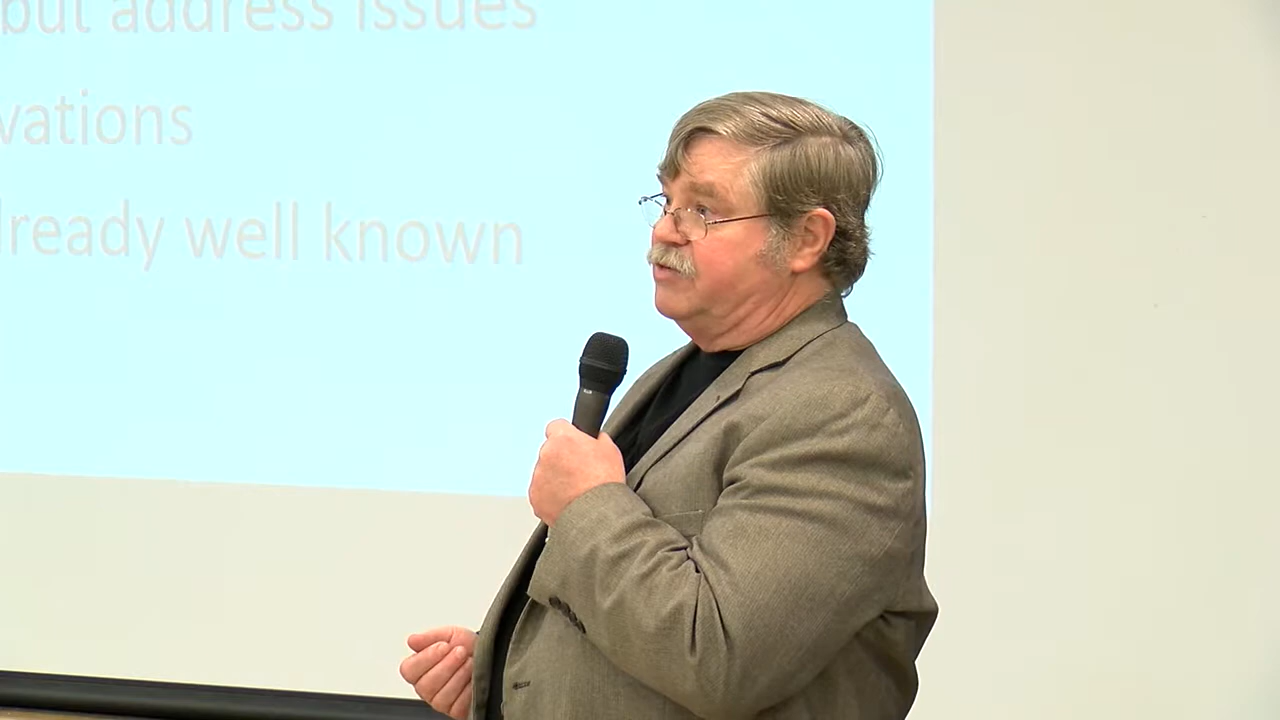 but address issues
vations
lready well known